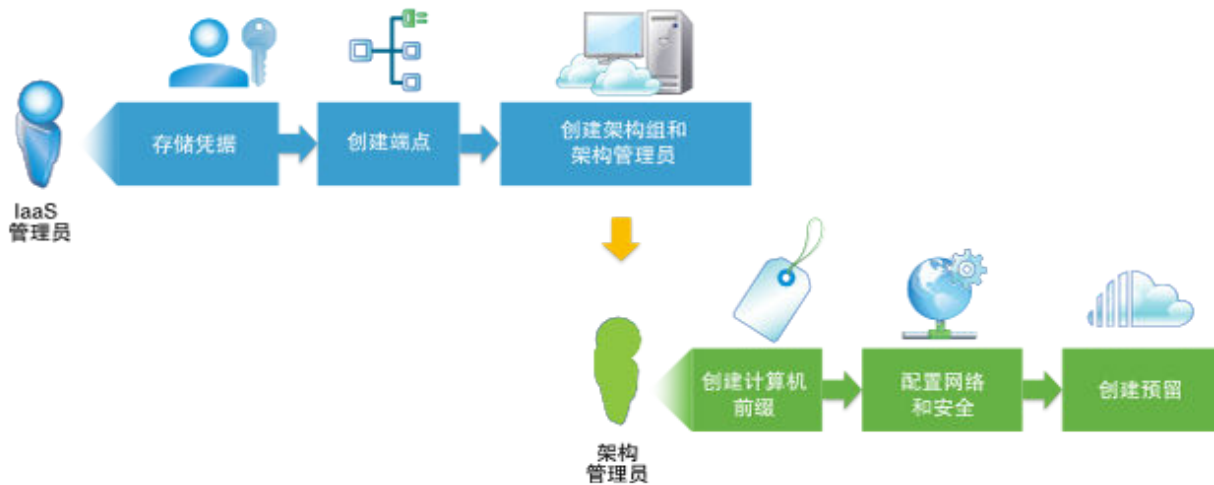 存储凭据
创建端点
创建架构组和
架构管理员
IaaS
管理员
创建计算机
前缀
配置网络
和安全
创建预留
架构
管理员